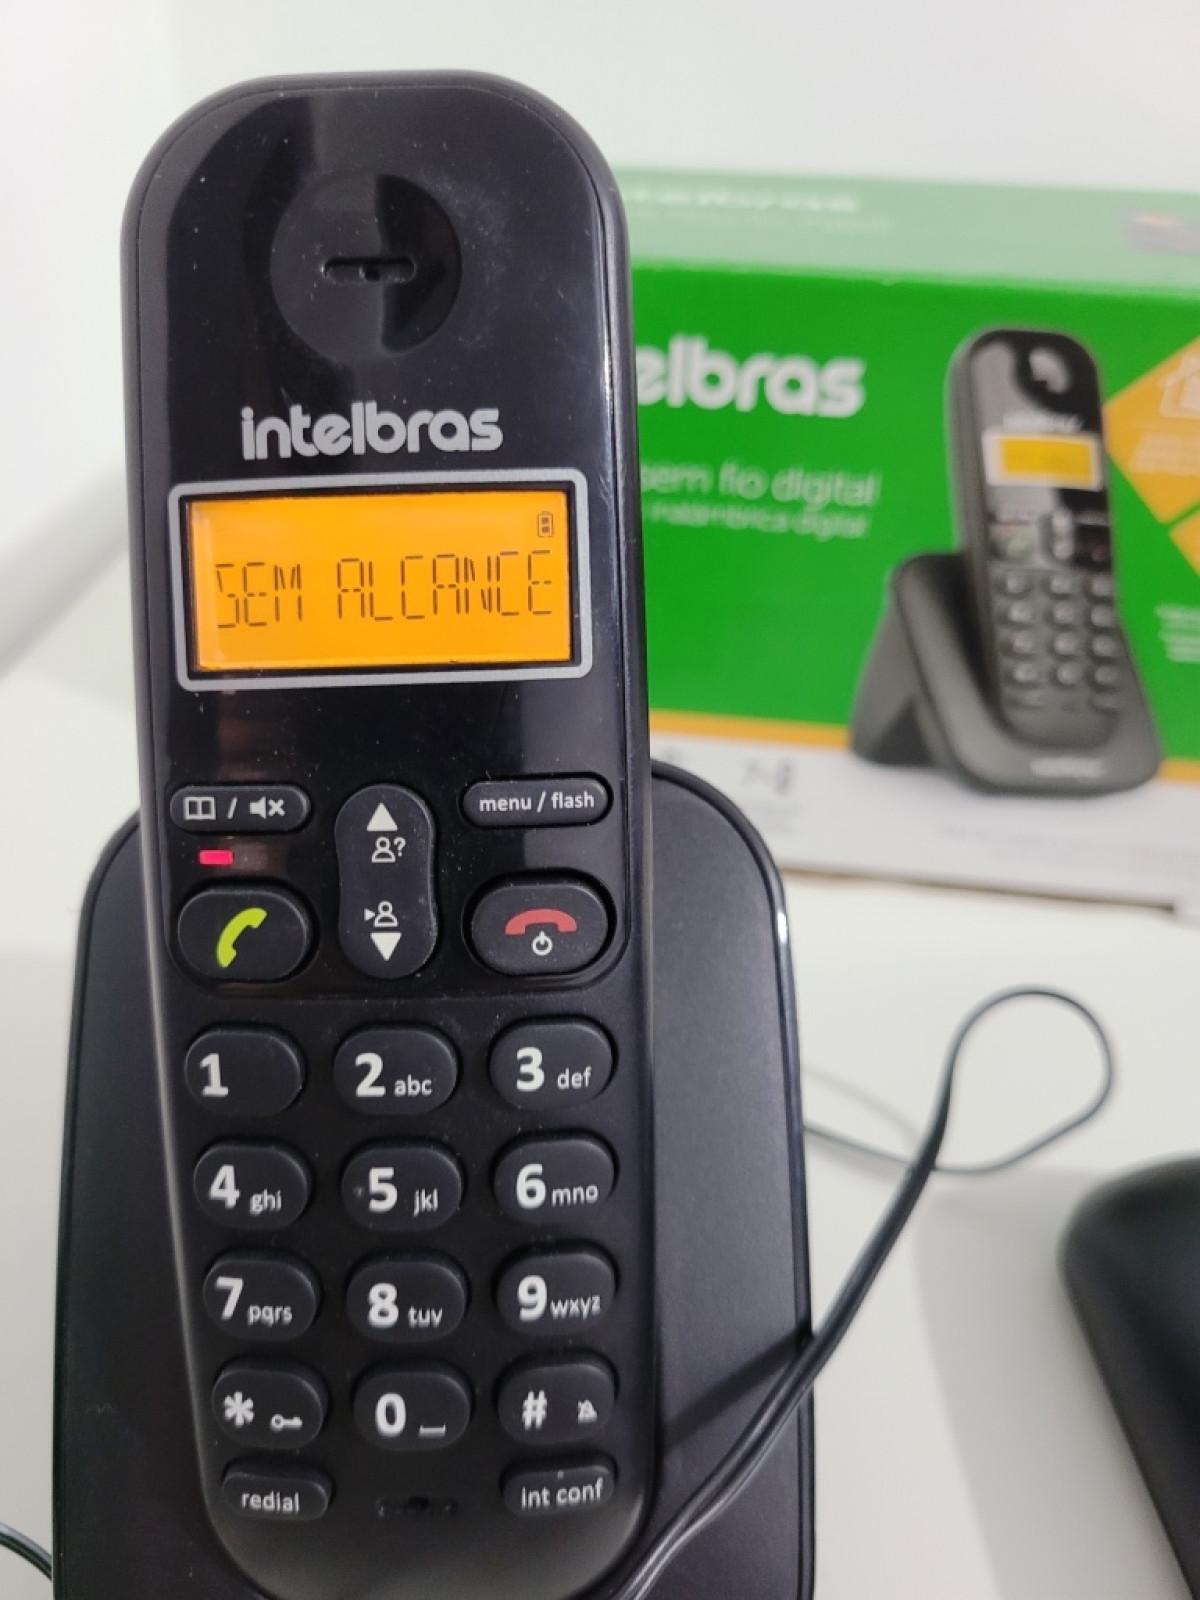 intelbras
SEM ALCANCE
elbras
sem fio digital
/
menu / flash
?
1
2 abc
3 def
4 ghi
5 jkl
6 mno
7 pqrs
8 tuv
9 wxyz
*
0
#
redial
int conf